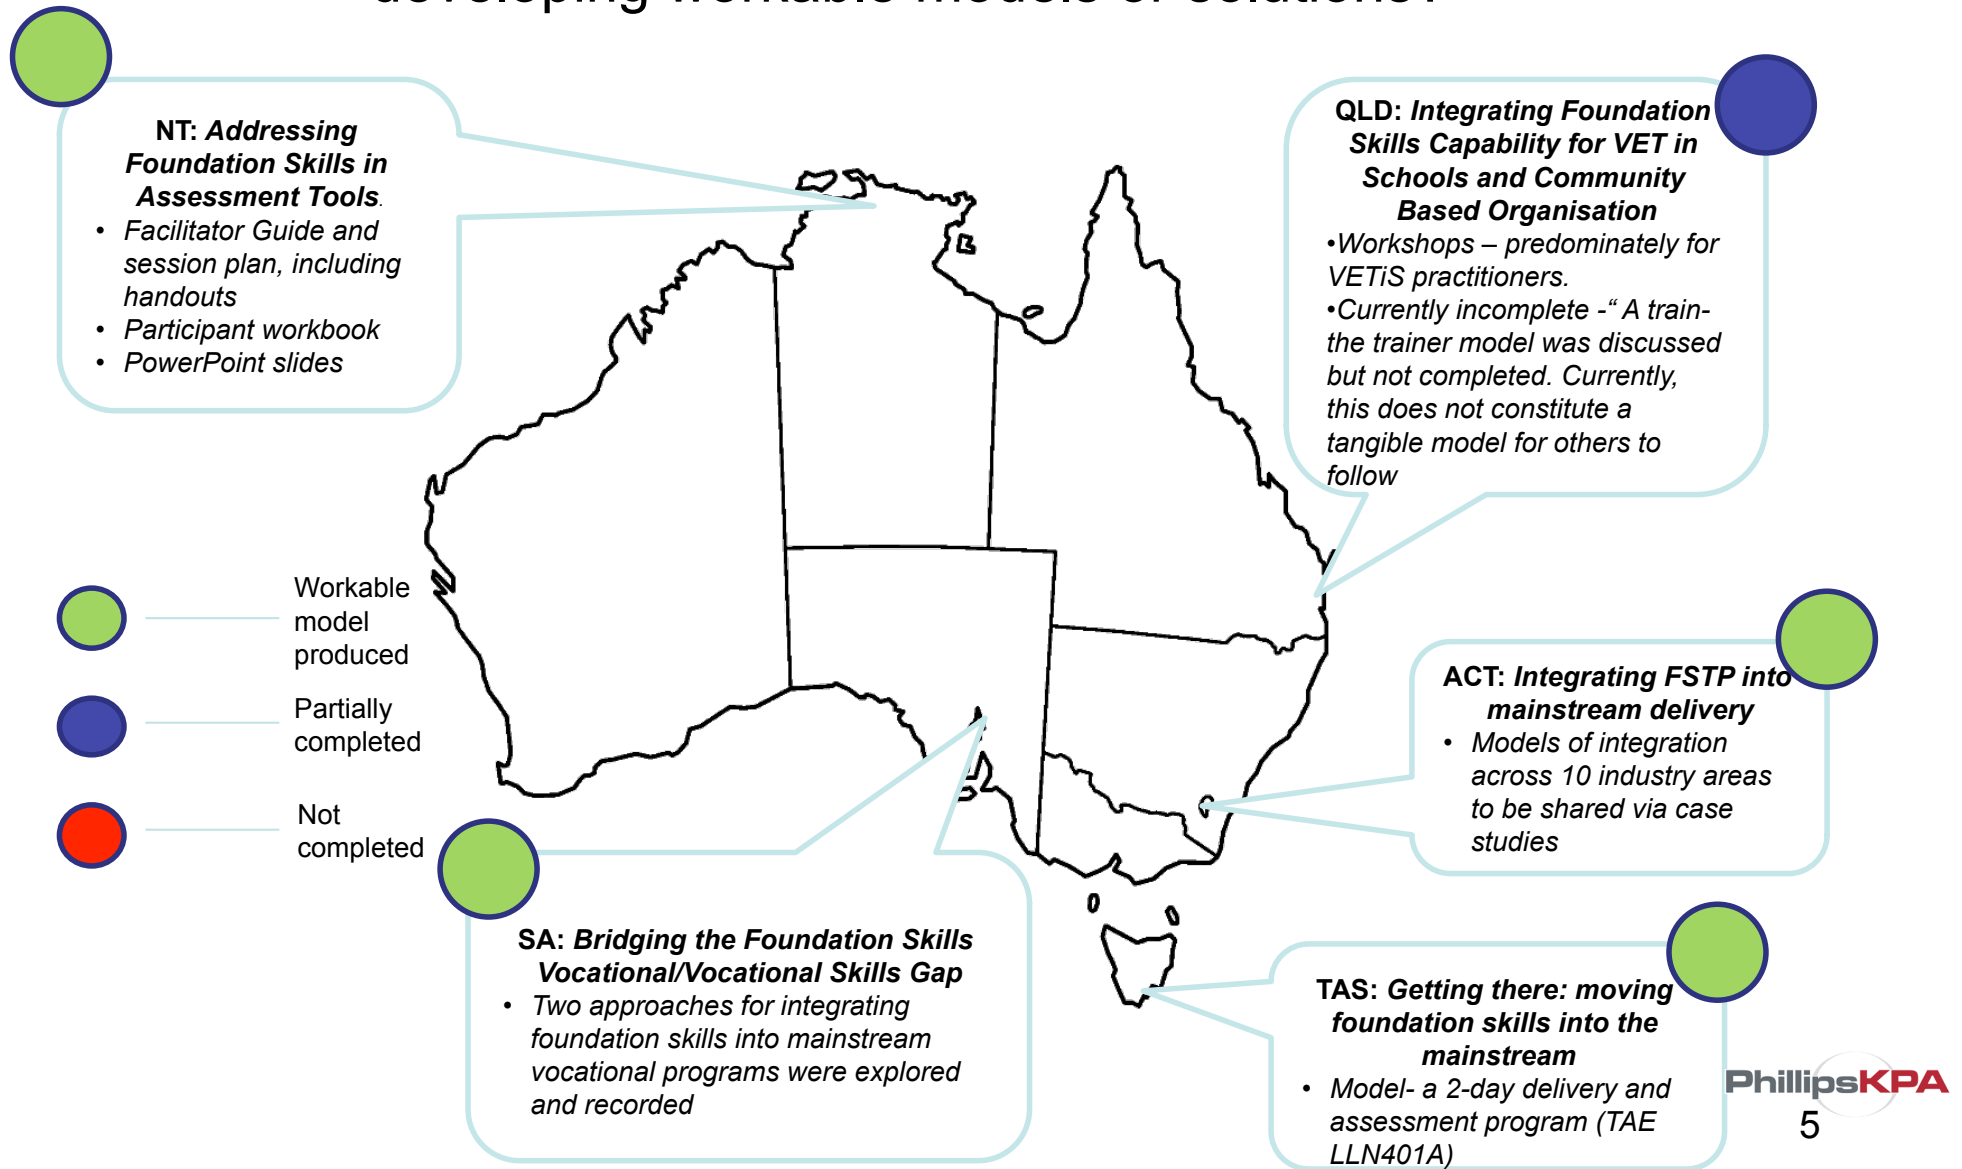 developing workable models or solutions?
NT: Addressing
Foundation Skills in
Assessment Tools.
• Facilitator Guide and
session plan, including
handouts
• Participant workbook
• PowerPoint slides
QLD: Integrating Foundation
Skills Capability for VET in
Schools and Community
Based Organisation
•Workshops – predominately for
VETiS practitioners.
•Currently incomplete -“ A train-
the trainer model was discussed
but not completed. Currently,
this does not constitute a
tangible model for others to
follow
Workable
model
produced
Partially
completed
Not
completed
ACT: Integrating FSTP into
mainstream delivery
• Models of integration
across 10 industry areas
to be shared via case
studies
SA: Bridging the Foundation Skills
Vocational/Vocational Skills Gap
• Two approaches for integrating
foundation skills into mainstream
vocational programs were explored
and recorded
TAS: Getting there: moving
foundation skills into the
mainstream
• Model- a 2-day delivery and
assessment program (TAE
LLN401A)
PhillipsKPA
5